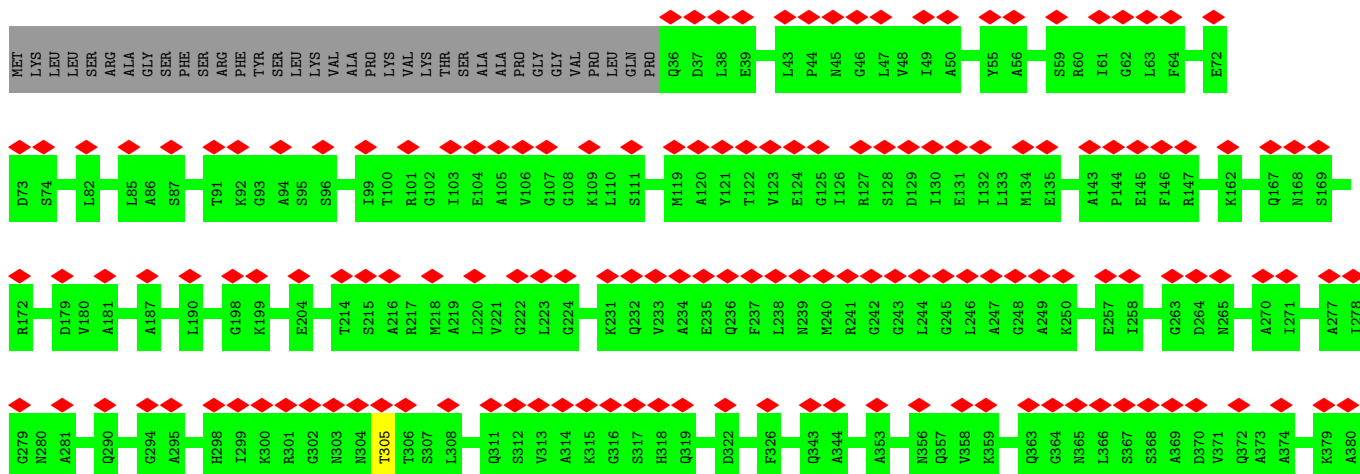 MET LYS LEU LEU SER ARG ALA GLY SER PHE SER ARG PHE TYR SER LEU LYS VAL ALA PRO LYS VAL LYS THR SER ALA ALA PRO GLY GLY VAL PRO LEU GLN PRO Q36 D37 L38 E39 L43 P44 N45 G46 L47 V48 I49 A50 Y55 A56 S59 R60 I61 G62 L63 F64 E72
D73 S74 L82 L85 A86 S87 T91 K92 G93 A94 S95 S96 I99 T100 R101 G102 I103 E104 A105 V106 G107 G108 K109 L110 S111 M119 A120 Y121 T122 V123 E124 G125 I126 R127 S128 D129 I130 E131 I132 L133 M134 E135 A143 P144 E145 F146 R147 K162 Q167 N168 S169
R172 D179 V180 A181 A187 L190 G198 K199 E204 T214 S215 A216 R217 M218 A219 L220 V221 G222 L223 G224 K231 Q232 V233 A234 E235 Q236 F237 L238 N239 M240 R241 G242 G243 L244 G245 L246 A247 G248 A249 K250 E257 I258 G263 D264 N265 A270 I271 A277 I278
G279 N280 A281 Q290 G294 A295 H298 I299 K300 R301 G302 N303 N304 T305 T306 S307 L308 Q311 S312 V313 A314 K315 G316 S317 H318 Q319 D322 F326 Q343 A344 A353 N356 Q357 V358 K359 Q363 G364 N365 L366 S367 S368 A369 D370 V371 Q372 A373 A374 K379 A380